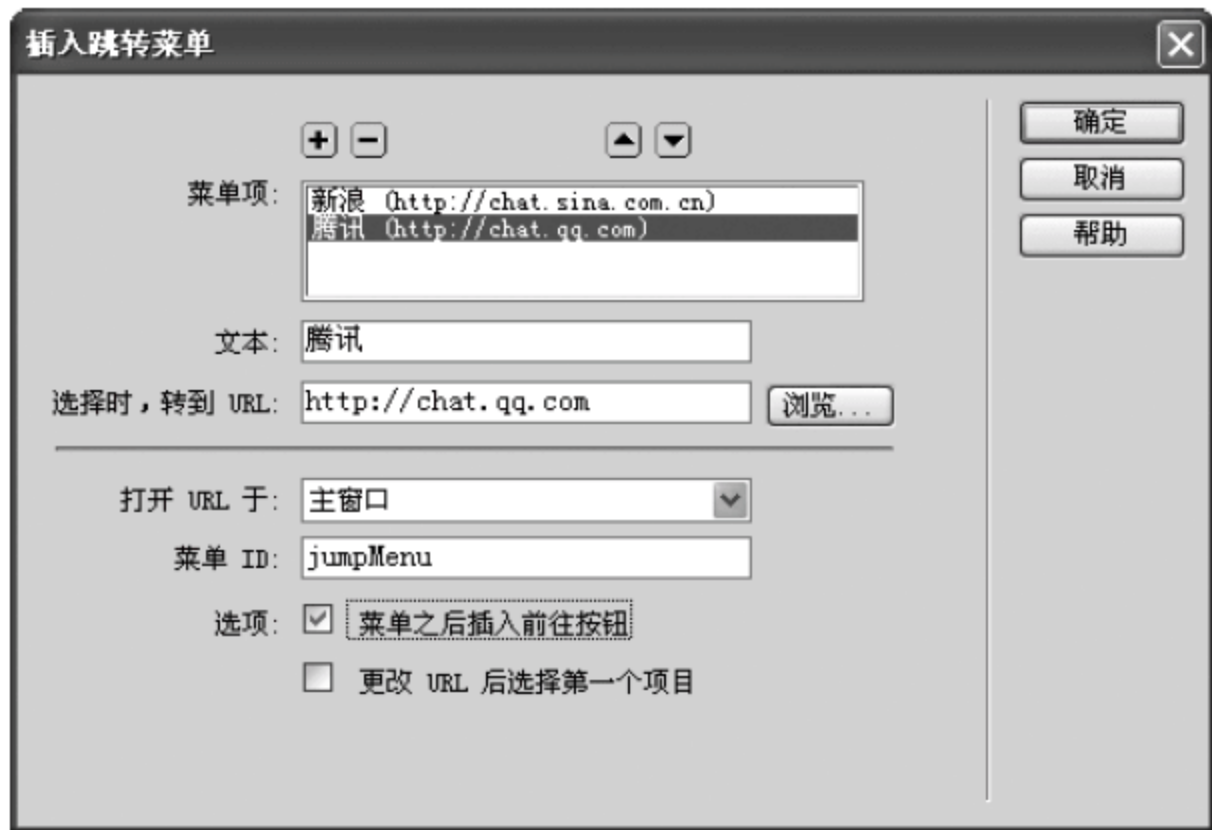 插入跳转菜单
确定
取消
帮助
菜单项:
新浪 (http://chat.sina.com.cn)
腾讯 (http://chat.qq.com)
文本: 腾讯
选择时，转到 URL: http://chat.qq.com 浏览...
打开 URL 于: 主窗口
菜单 ID: jumpMenu
选项: 菜单之后插入前往按钮
更改 URL 后选择第一个项目